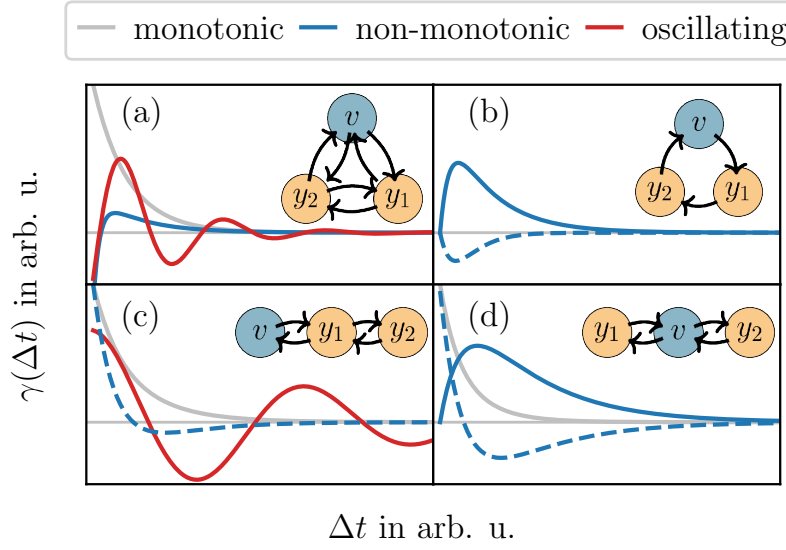 monotonic non-monotonic oscillating
(a) v y₂ y₁
(b) v y₂ y₁
(c) v y₁ y₂
(d) y₁ v y₂
γ(Δt) in arb. u.
Δt in arb. u.